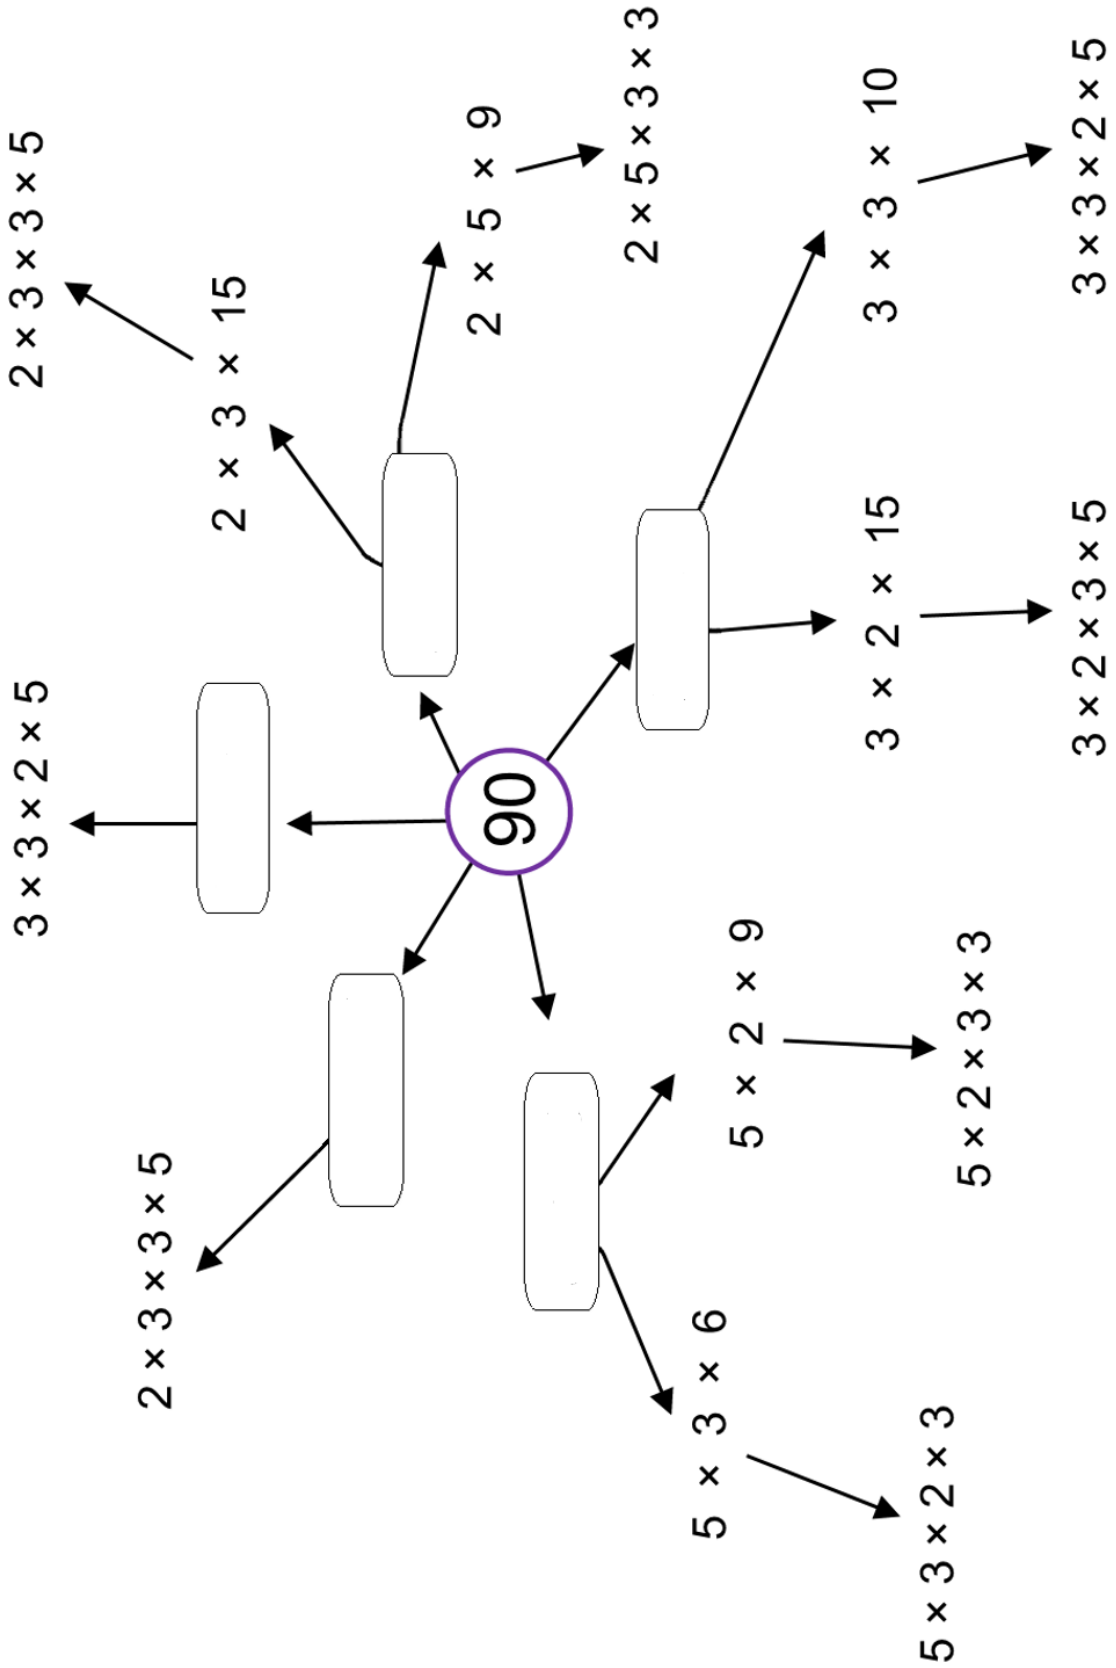 3 × 3 × 2 × 5
2 × 3 × 3 × 5
2 × 3 × 3 × 5
2 × 3 × 15
2 × 5 × 9
90
2 × 5 × 3 × 3
5 × 3 × 6
5 × 2 × 9
3 × 2 × 15
3 × 3 × 10
5 × 3 × 2 × 3
5 × 2 × 3 × 3
3 × 2 × 3 × 5
3 × 3 × 2 × 5